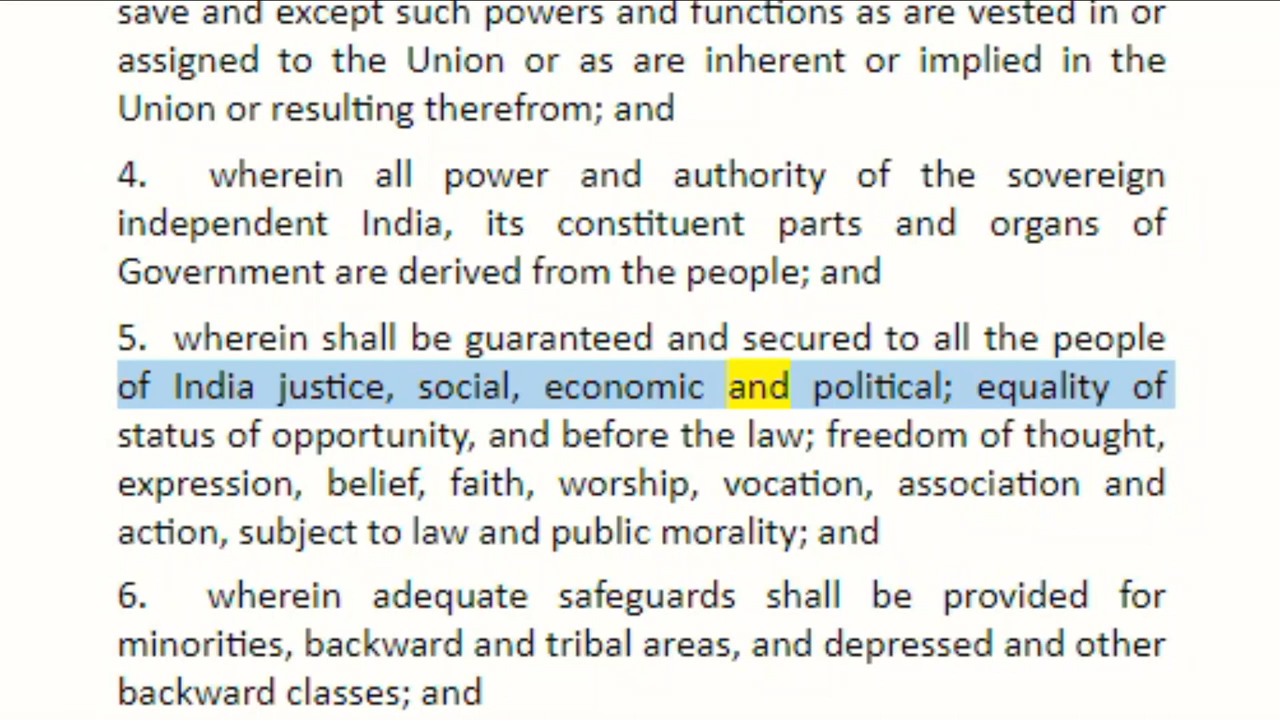 save and except such powers and functions as are vested in or
assigned to the Union or as are inherent or implied in the
Union or resulting therefrom; and
4. wherein all power and authority of the sovereign
independent India, its constituent parts and organs of
Government are derived from the people; and
5. wherein shall be guaranteed and secured to all the people
of India justice, social, economic and political; equality of
status of opportunity, and before the law; freedom of thought,
expression, belief, faith, worship, vocation, association and
action, subject to law and public morality; and
6. wherein adequate safeguards shall be provided for
minorities, backward and tribal areas, and depressed and other
backward classes; and